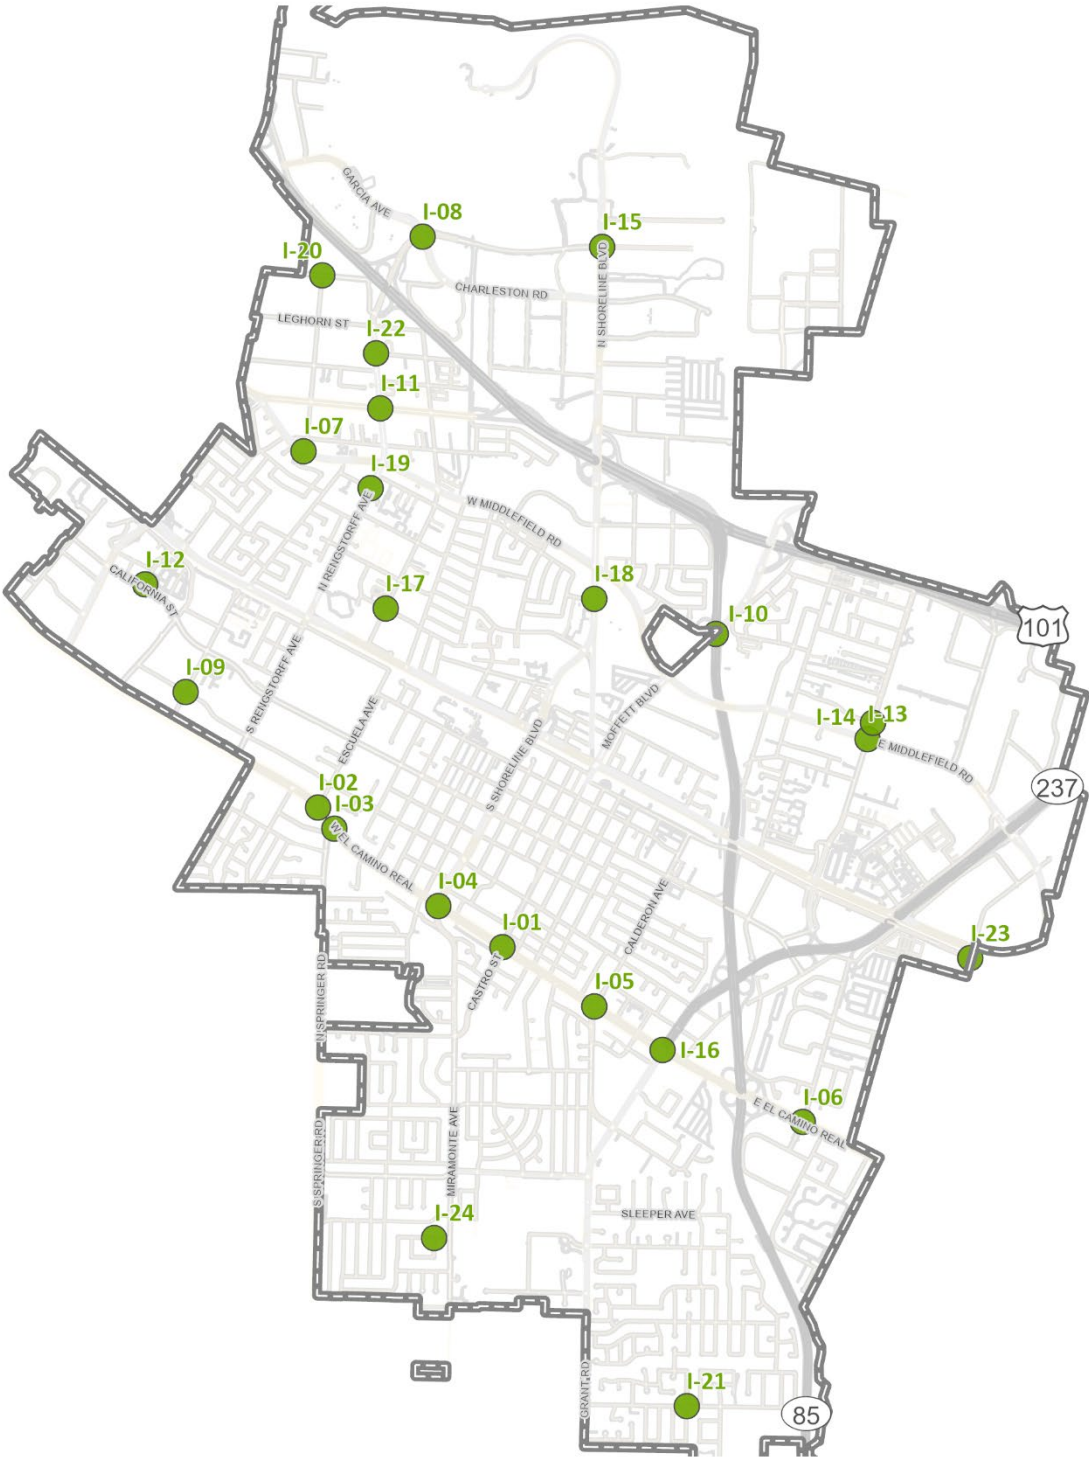 GARCIA AVE
I-08
I-15
I-20
N SHORELINE BLVD
CHARLESTON RD
LEGHORN ST
I-22
I-11
I-07
I-19
W MIDDLEFIELD RD
N RENGSTORFF AVE
I-12
CALIFORNIA ST
I-17
I-18
I-10
101
I-09
S RENGSTORFF AVE
ESCUELA AVE
MOFFETT BLVD
I-14
I-13
E MIDDLEFIELD RD
S SHORELINE BLVD
237
I-02
I-03
W EL CAMINO REAL
I-04
I-01
CALDERON AVE
I-23
CASTRO ST
I-05
N SPRINGER RD
I-16
I-06
E EL CAMINO REAL
S SPRINGER RD
MIRAMONTE AVE
I-24
SLEEPER AVE
I-21
GRANT RD
85